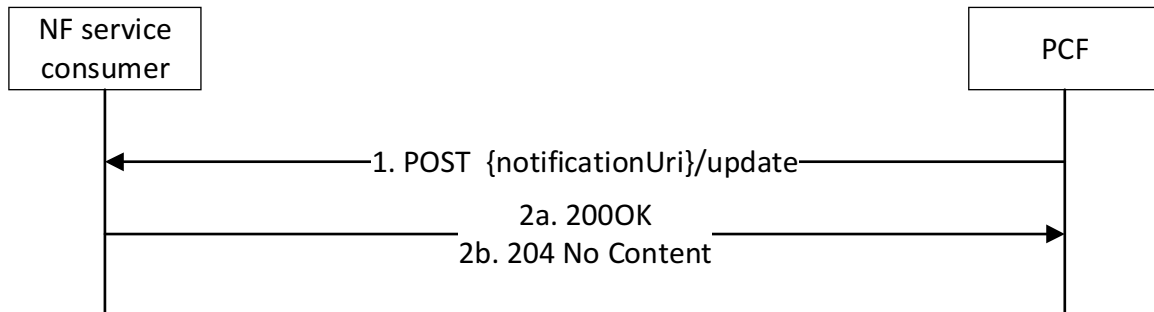 NF service
consumer
PCF
1. POST  {notificationUri}/update
2a. 200OK
2b. 204 No Content